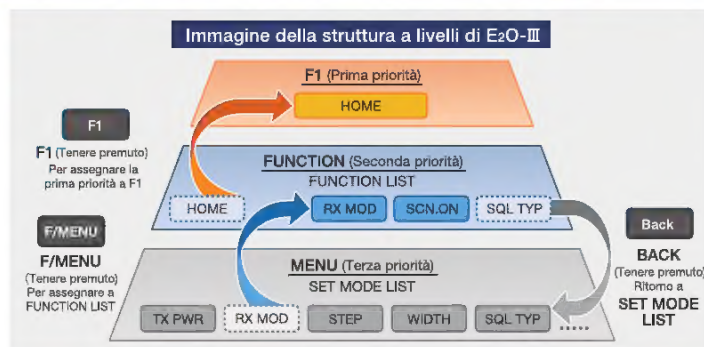 Immagine della struttura a livelli di E2O-Ⅲ
F1 (Prima priorità)
HOME
F1
F1 (Tenere premuto)
Per assegnare la
prima priorità a F1
FUNCTION (Seconda priorità)
FUNCTION LIST
HOME
RX MOD
SCN.ON
SQL TYP
F/MENU
F/MENU
(Tenere premuto)
Per assegnare a
FUNCTION LIST
Back
BACK
(Tenere premuto)
Ritorno a
SET MODE
LIST
MENU (Terza priorità)
SET MODE LIST
TX PWR
RX MOD
STEP
WIDTH
SQL TYP
.....